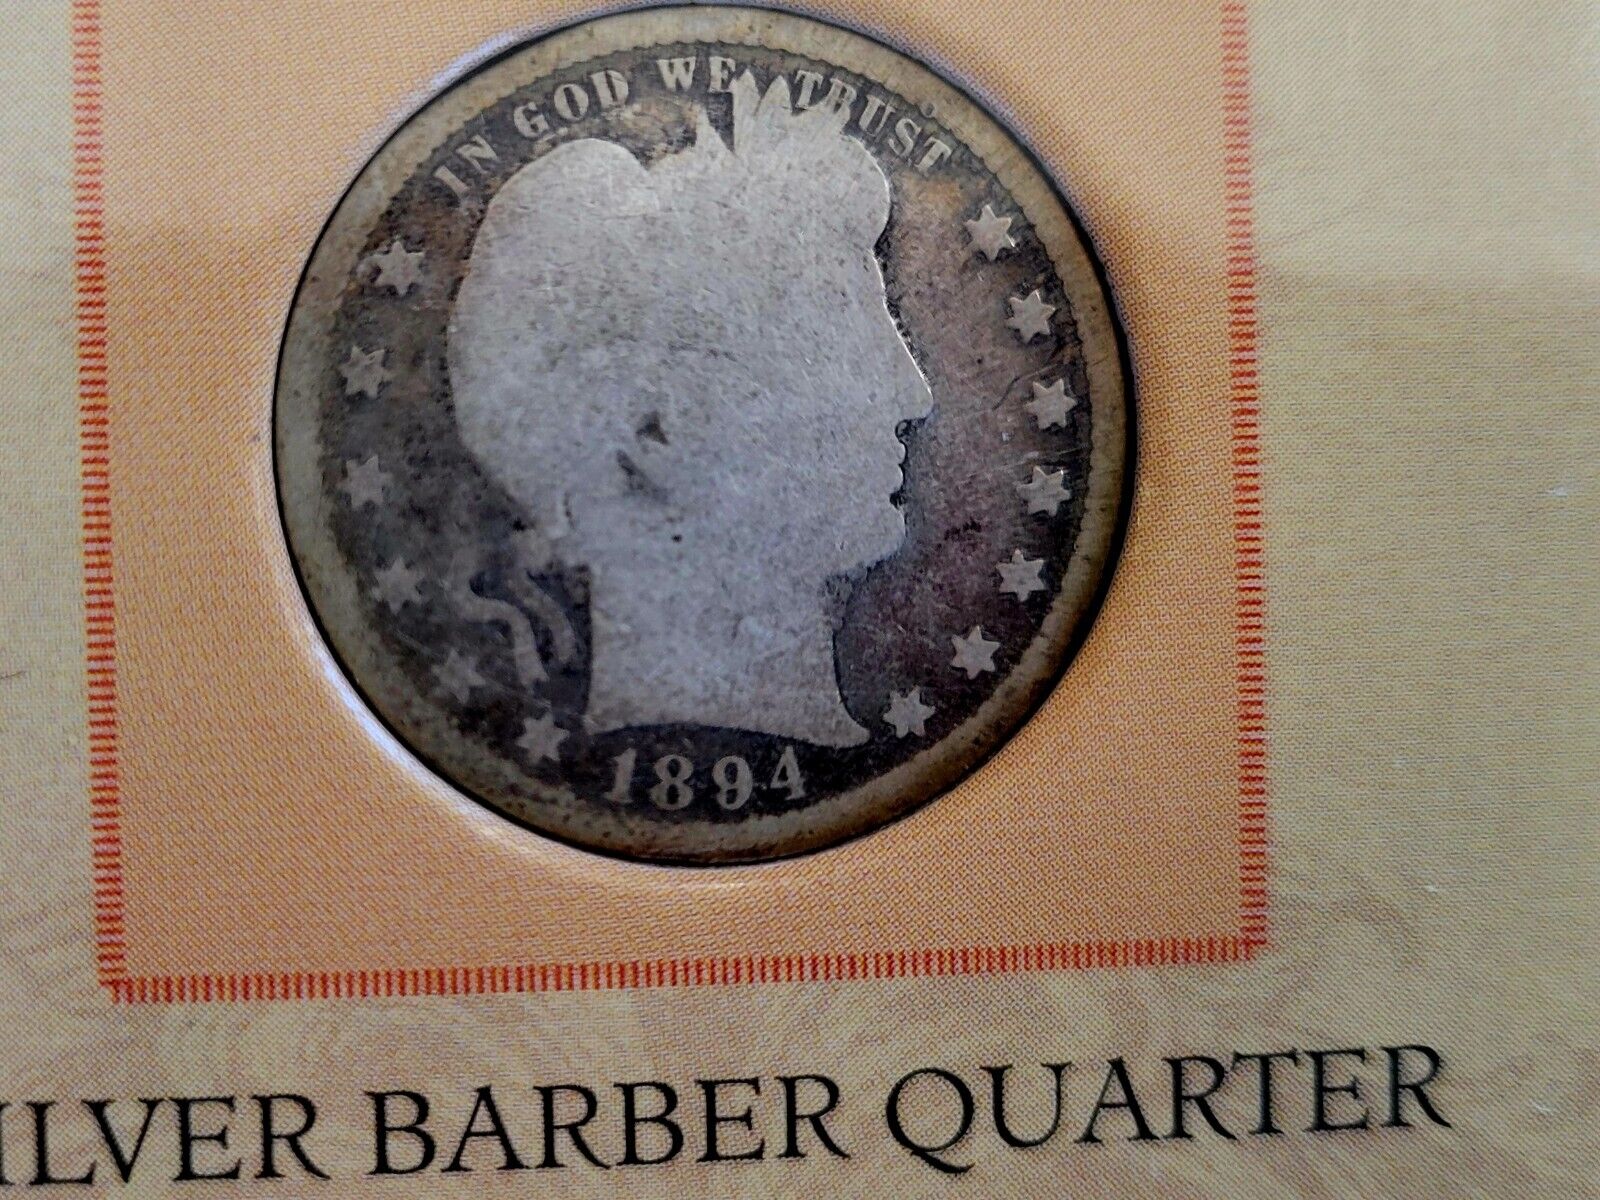 IN GOD WE TRUST
1894
ILVER BARBER QUARTER